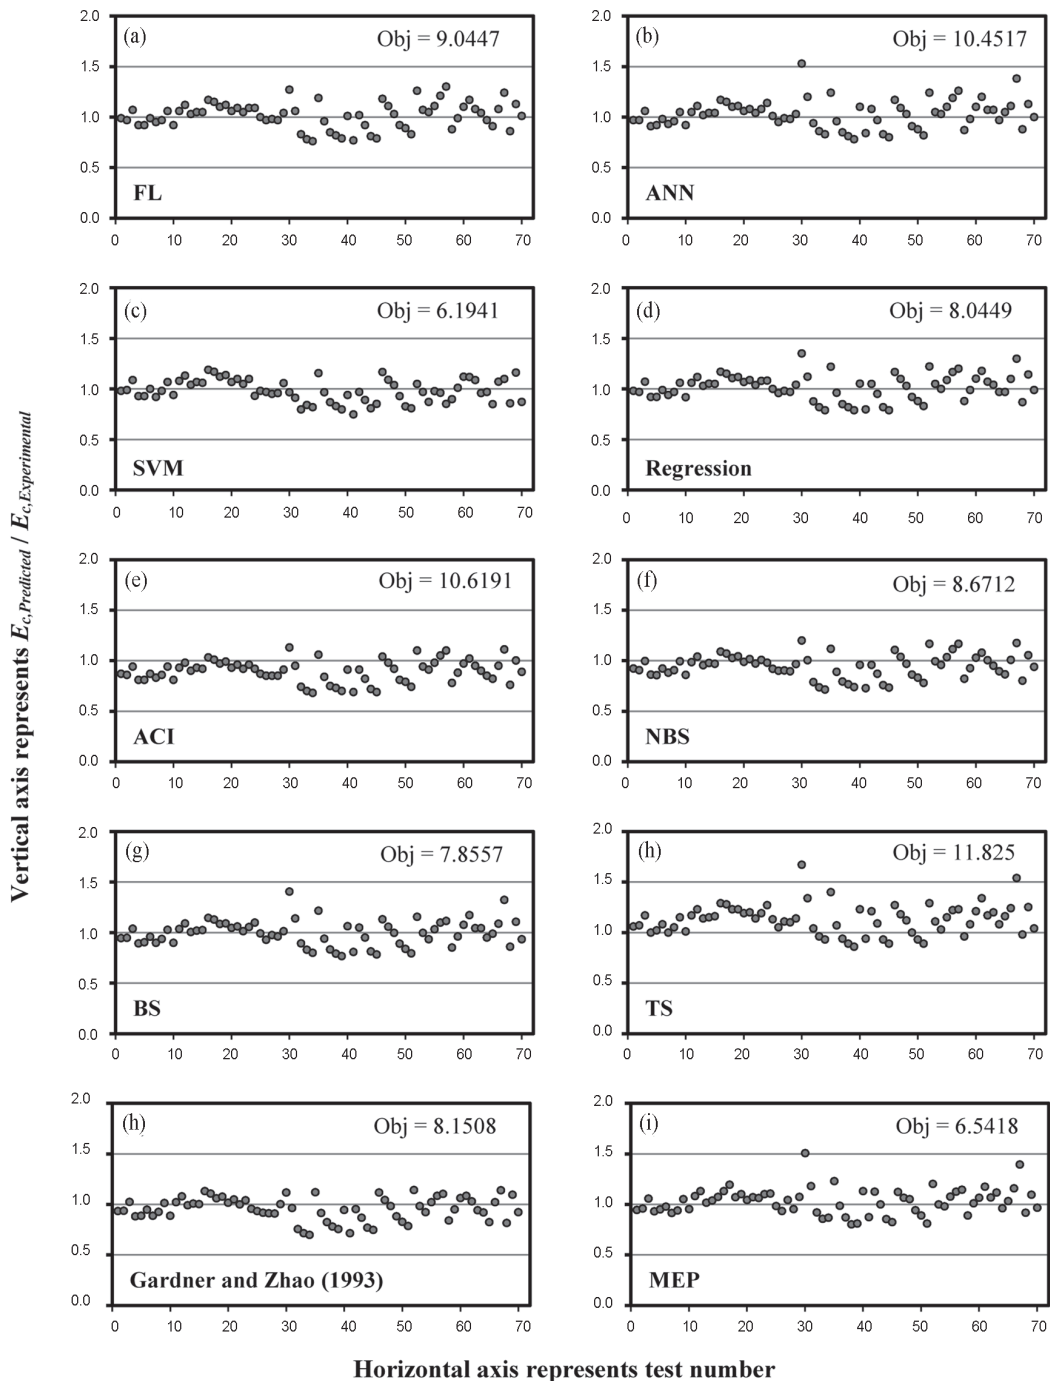 Vertical axis represents Ec,Predicted / Ec,Experimental
(a)
Obj = 9.0447
FL
2.0
1.5
1.0
0.5
0.0
0 10 20 30 40 50 60 70
(b)
Obj = 10.4517
ANN
2.0
1.5
1.0
0.5
0.0
0 10 20 30 40 50 60 70
(c)
Obj = 6.1941
SVM
2.0
1.5
1.0
0.5
0.0
0 10 20 30 40 50 60 70
(d)
Obj = 8.0449
Regression
2.0
1.5
1.0
0.5
0.0
0 10 20 30 40 50 60 70
(e)
Obj = 10.6191
ACI
2.0
1.5
1.0
0.5
0.0
0 10 20 30 40 50 60 70
(f)
Obj = 8.6712
NBS
2.0
1.5
1.0
0.5
0.0
0 10 20 30 40 50 60 70
(g)
Obj = 7.8557
BS
2.0
1.5
1.0
0.5
0.0
0 10 20 30 40 50 60 70
(h)
Obj = 11.825
TS
2.0
1.5
1.0
0.5
0.0
0 10 20 30 40 50 60 70
(h)
Obj = 8.1508
Gardner and Zhao (1993)
2.0
1.5
1.0
0.5
0.0
0 10 20 30 40 50 60 70
(i)
Obj = 6.5418
MEP
2.0
1.5
1.0
0.5
0.0
0 10 20 30 40 50 60 70
Horizontal axis represents test number